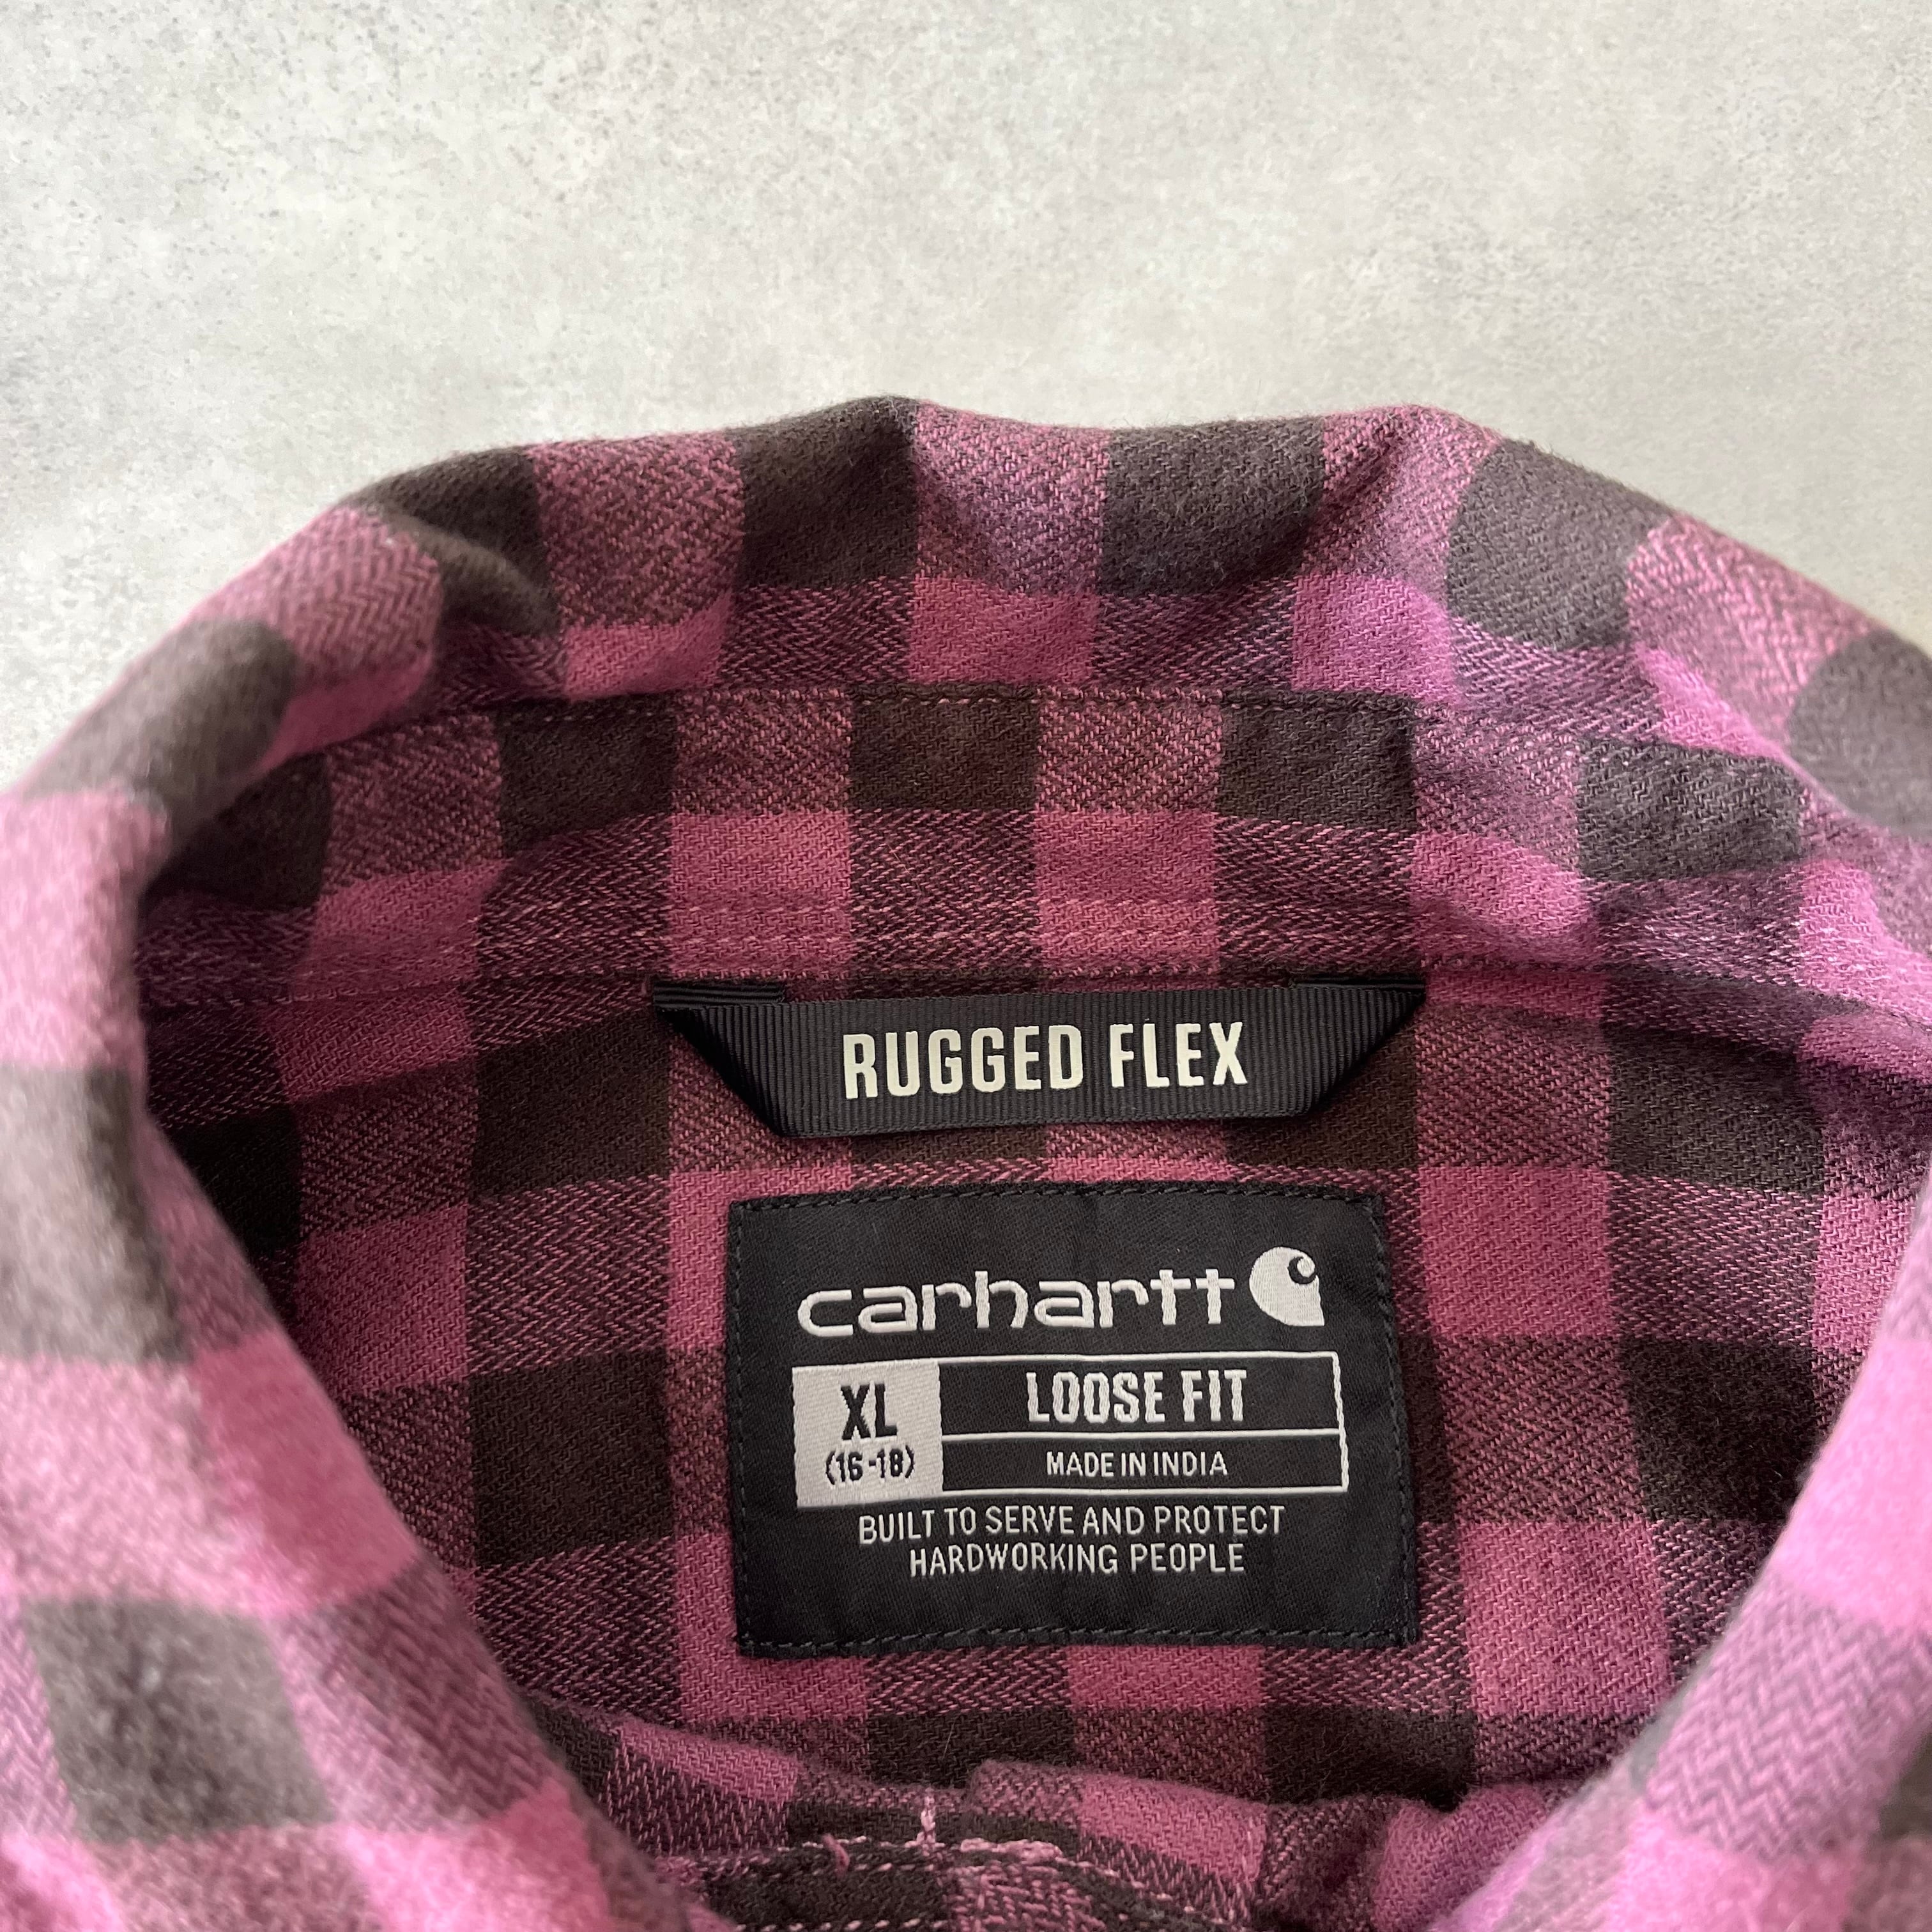 RUGGED FLEX
carhartt
XL
(16-18)
LOOSE FIT
MADE IN INDIA
BUILT TO SERVE AND PROTECT
HARDWORKING PEOPLE